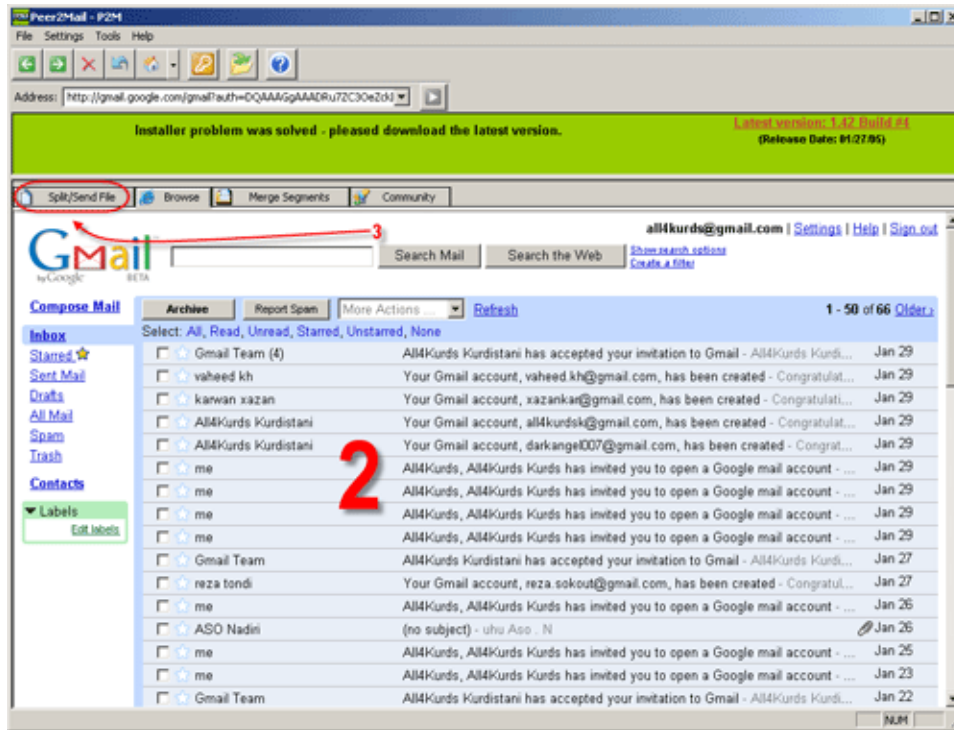 Peer2Mail - P2M
File Settings Tools Help
Address: http://gmail.google.com/gmail?auth=
Installer problem was solved - pleased download the latest version.
Latest version: 1.42 Build #4
(Release Date: 01/27/05)
Split/Send File Browse Merge Segments Community
3
all4kurds@gmail.com | Settings | Help | Sign out
Gmail
by Google BETA
Search Mail Search the Web Show search options
Create a filter
Compose Mail
Inbox
Starred
Sent Mail
Drafts
All Mail
Spam
Trash
Contacts
Labels
Edit labels
Archive Report Spam More Actions ... Refresh 1 - 50 of 66 Older ›
Select: All, Read, Unread, Starred, Unstarred, None
Gmail Team (4) All4Kurds Kurdistani has accepted your invitation to Gmail - All4Kurds Kurdi... Jan 29
vaheed kh Your Gmail account, vaheed.kh@gmail.com, has been created - Congratulat... Jan 29
karwan xazan Your Gmail account, xazankar@gmail.com, has been created - Congratulati... Jan 29
All4Kurds Kurdistani Your Gmail account, all4kurdsk@gmail.com, has been created - Congratulat... Jan 29
All4Kurds Kurdistani Your Gmail account, darkangel007@gmail.com, has been created - Congrat... Jan 29
me All4Kurds, All4Kurds Kurds has invited you to open a Google mail account - ... Jan 29
me All4Kurds, All4Kurds Kurds has invited you to open a Google mail account - ... Jan 29
me All4Kurds, All4Kurds Kurds has invited you to open a Google mail account - ... Jan 29
me All4Kurds, All4Kurds Kurds has invited you to open a Google mail account - ... Jan 29
Gmail Team All4Kurds Kurdistani has accepted your invitation to Gmail - All4Kurds Kurdi... Jan 27
reza tondi Your Gmail account, reza.sokout@gmail.com, has been created - Congratul... Jan 27
me All4Kurds, All4Kurds Kurds has invited you to open a Google mail account - ... Jan 26
ASO Nadiri (no subject) - uhu Aso . N Jan 26
me All4Kurds, All4Kurds Kurds has invited you to open a Google mail account - ... Jan 25
me All4Kurds, All4Kurds Kurds has invited you to open a Google mail account - ... Jan 23
Gmail Team All4Kurds Kurdistani has accepted your invitation to Gmail - All4Kurds Kurdi... Jan 22
2
NUM